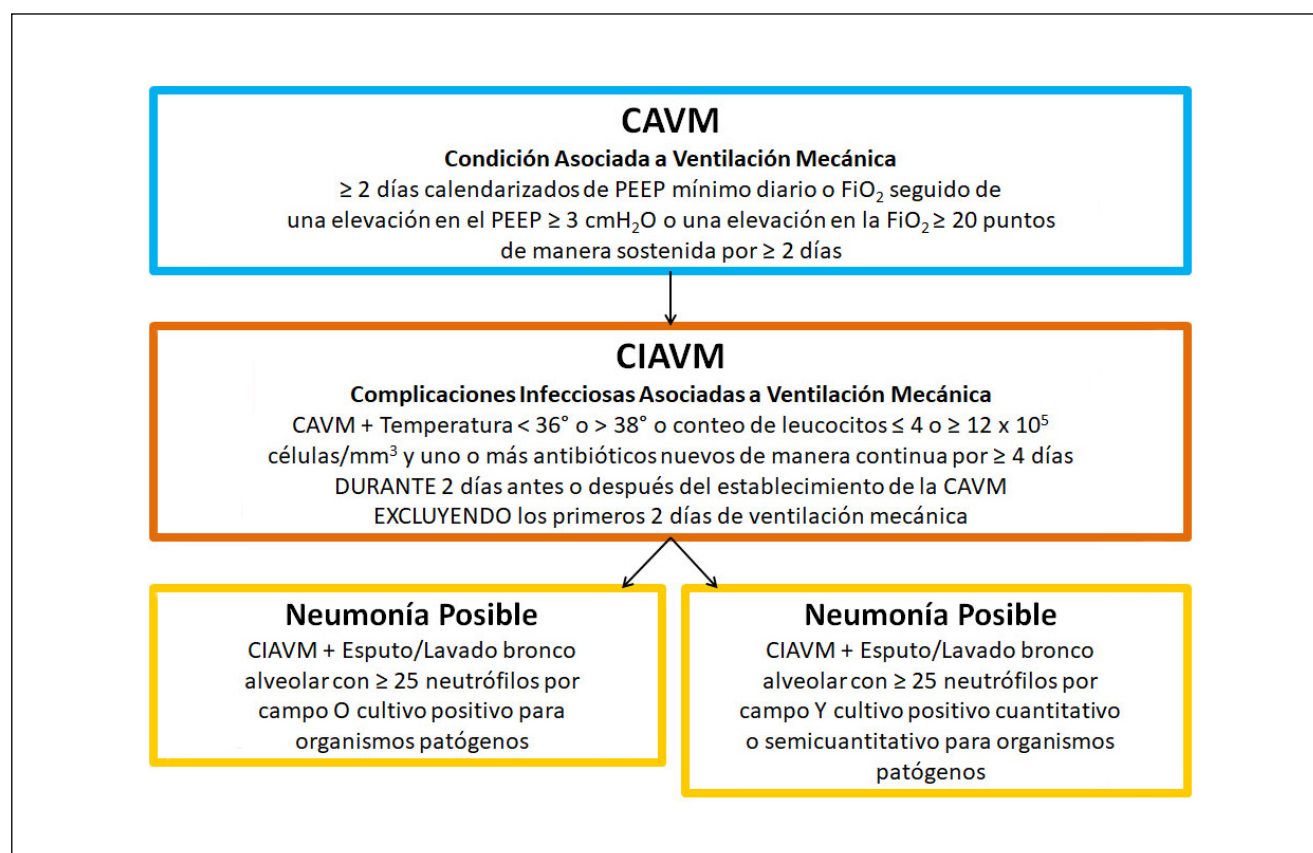 CAVM
Condición Asociada a Ventilación Mecánica
≥ 2 días calendarizados de PEEP mínimo diario o FiO₂ seguido de
una elevación en el PEEP ≥ 3 cmH₂O o una elevación en la FiO₂ ≥ 20 puntos
de manera sostenida por ≥ 2 días
CIAVM
Complicaciones Infecciosas Asociadas a Ventilación Mecánica
CAVM + Temperatura < 36° o > 38° o conteo de leucocitos ≤ 4 o ≥ 12 x 10⁵
células/mm³ y uno o más antibióticos nuevos de manera continua por ≥ 4 días
DURANTE 2 días antes o después del establecimiento de la CAVM
EXCLUYENDO los primeros 2 días de ventilación mecánica
Neumonía Posible
CIAVM + Esputo/Lavado bronco
alveolar con ≥ 25 neutrófilos por
campo O cultivo positivo para
organismos patógenos
Neumonía Posible
CIAVM + Esputo/Lavado bronco
alveolar con ≥ 25 neutrófilos por
campo Y cultivo positivo cuantitativo
o semicuantitativo para organismos
patógenos